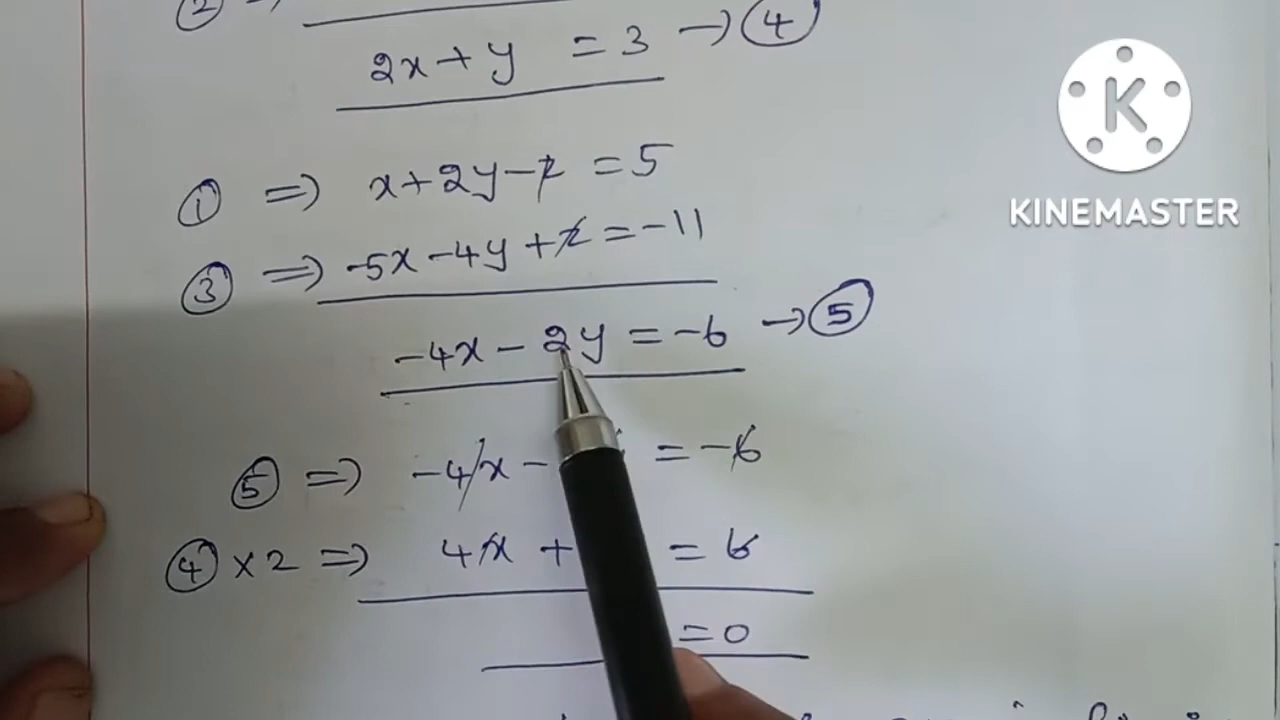 ② ⇒
2x + y = 3 → ④
① ⇒ x + 2y - z = 5
③ ⇒ -5x - 4y + z = -11
-4x - 2y = -6 → ⑤
⑤ ⇒ -4x - = -6
④ × 2 ⇒ 4x + = 6
= 0
KINEMASTER